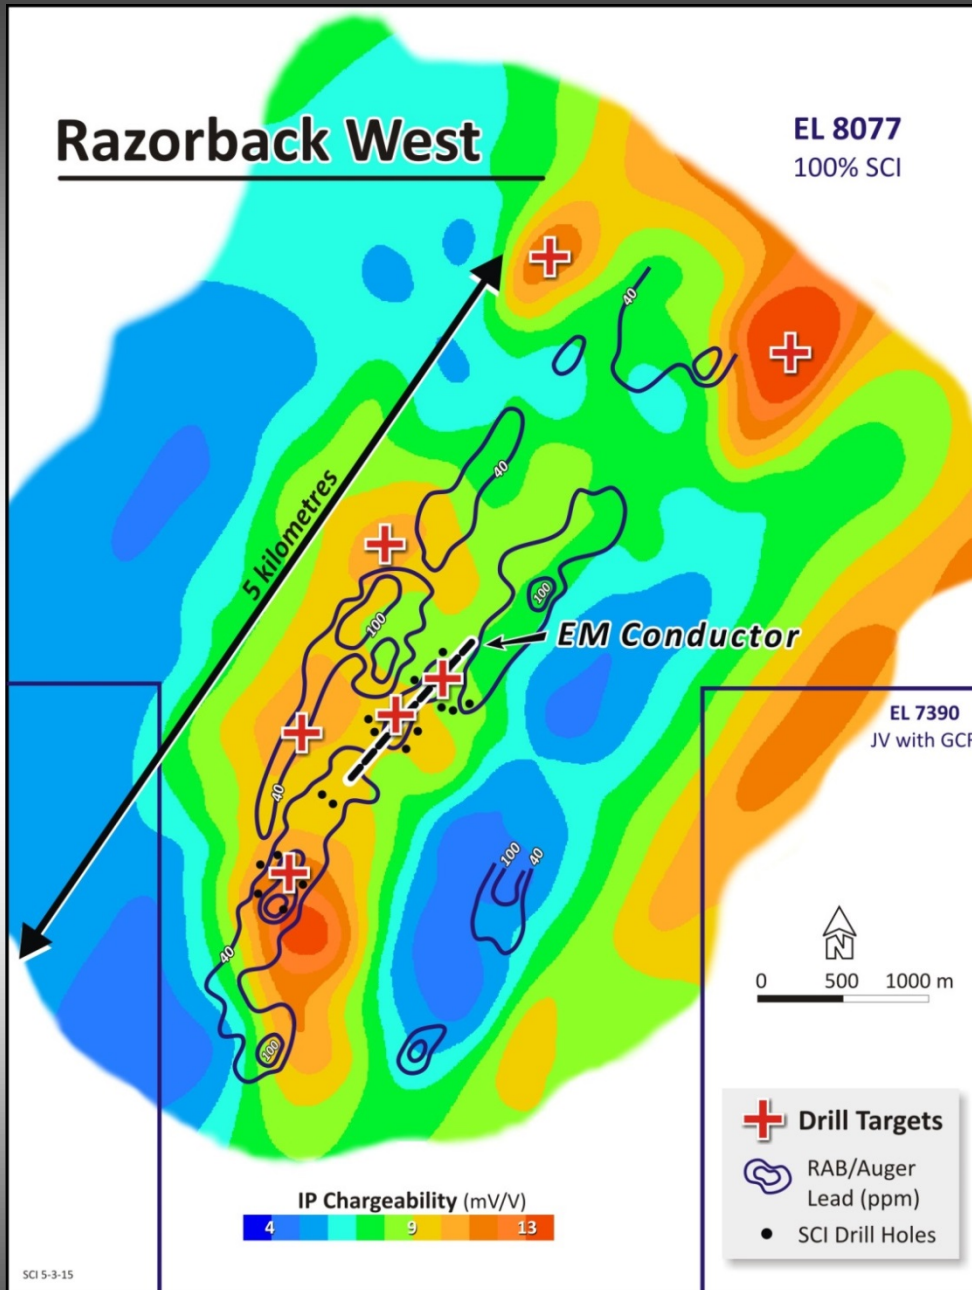 Razorback West
EL 8077
100% SCI
40
5 kilometres
40
100
100
EM Conductor
EL 7390
JV with GCR
40
100
40
40
100
N
0 500 1000 m
Drill Targets
RAB/Auger
Lead (ppm)
SCI Drill Holes
IP Chargeability (mV/V)
4 9 13
SCI 5-3-15